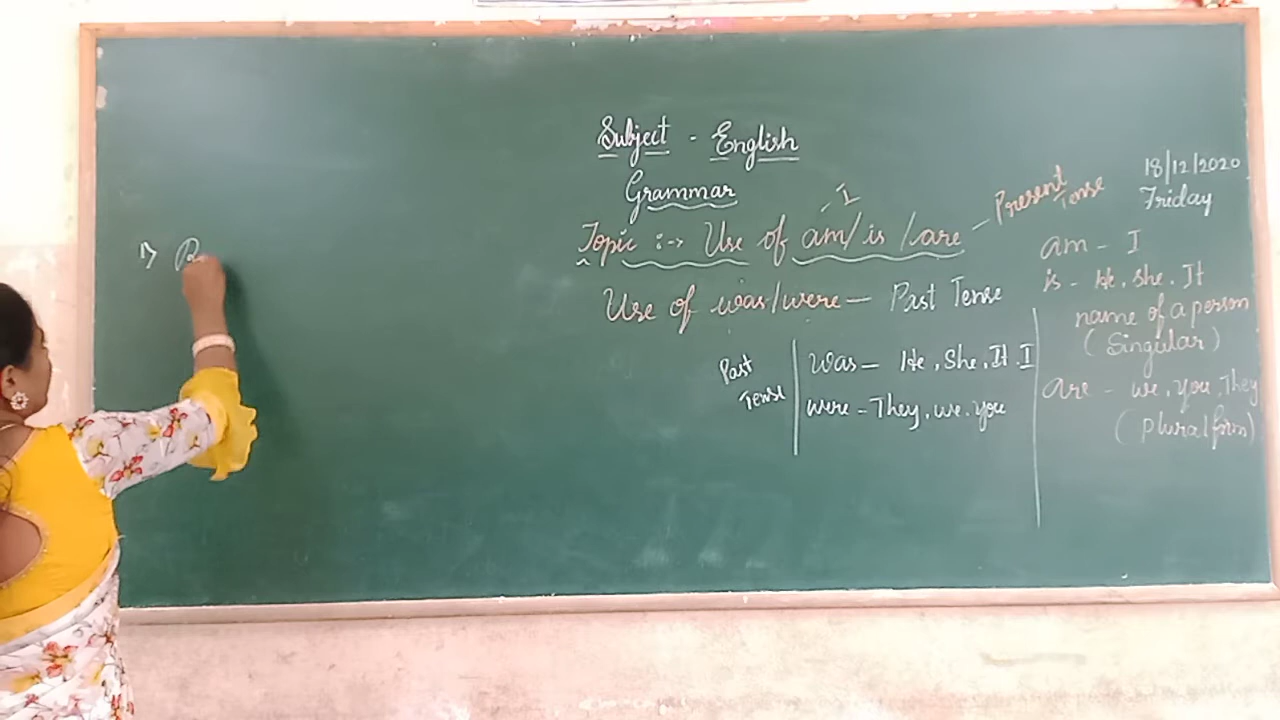 Subject - English
Grammar
I
Topic :-> Use of am/is/are - Present Tense
Use of was/were - Past Tense
Past Tense
was - He, She, It. I
were - They, we, you
18/12/2020
Friday
am - I
is - He, she. It
name of a person
(Singular)
are - we, you, They
(plural form)
1>